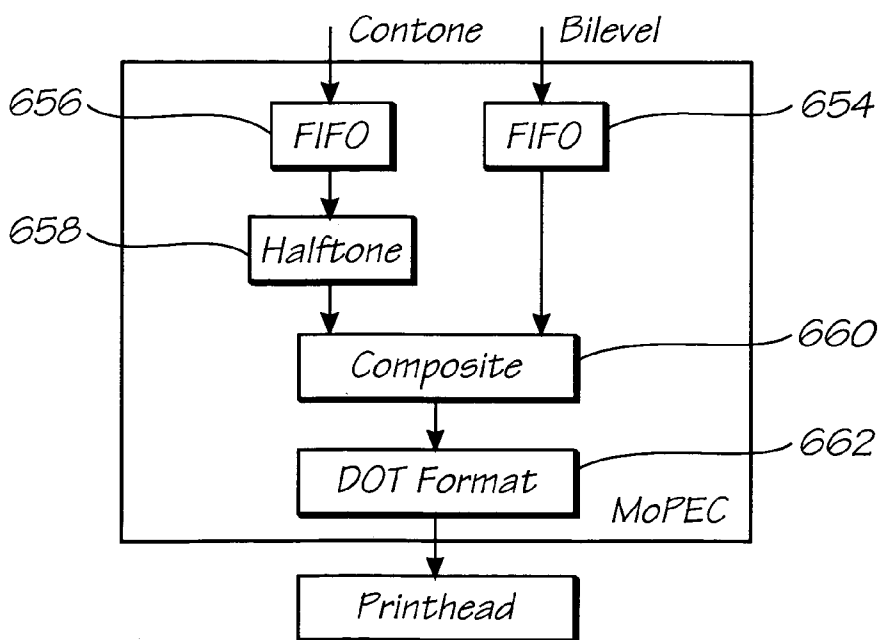 Contone Bilevel
656 FIFO FIFO 654
658 Halftone
Composite 660
DOT Format 662
MoPEC
Printhead